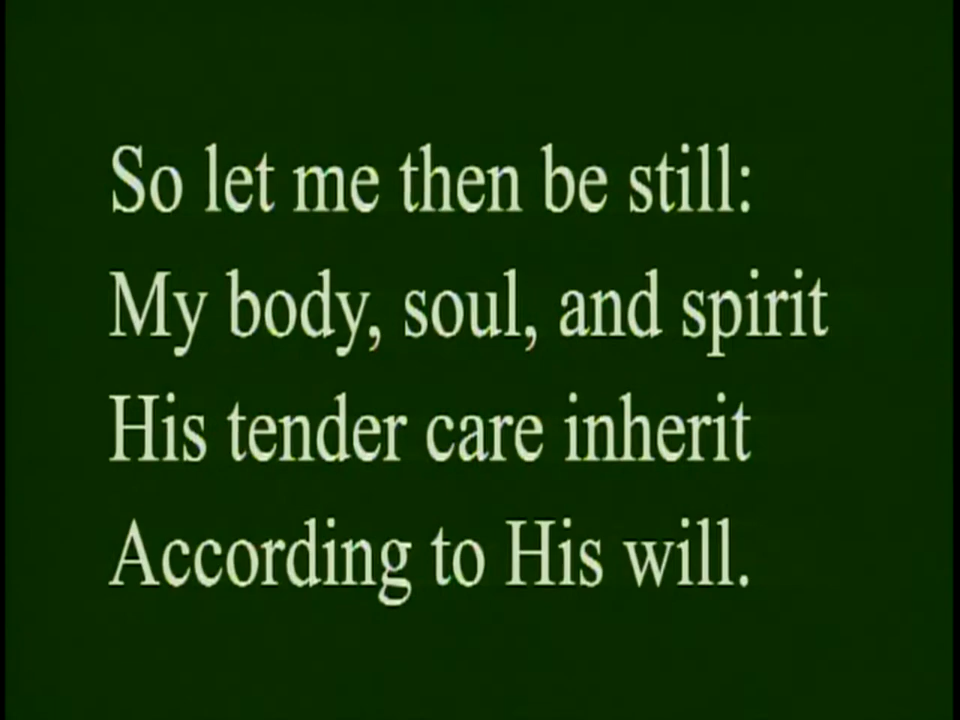 So let me then be still:
My body, soul, and spirit
His tender care inherit
According to His will.